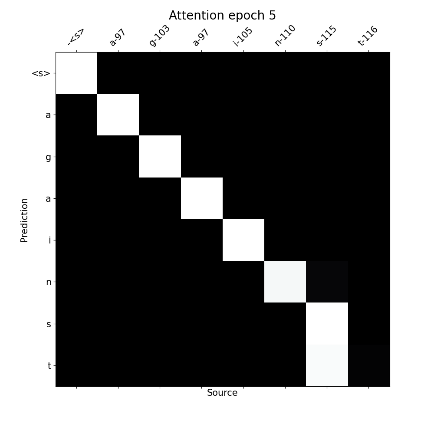 Attention epoch 5
-<s> a-97 g-103 a-97 i-105 n-110 s-115 t-116
<s>
a
g
a
i
n
s
t
Prediction
Source